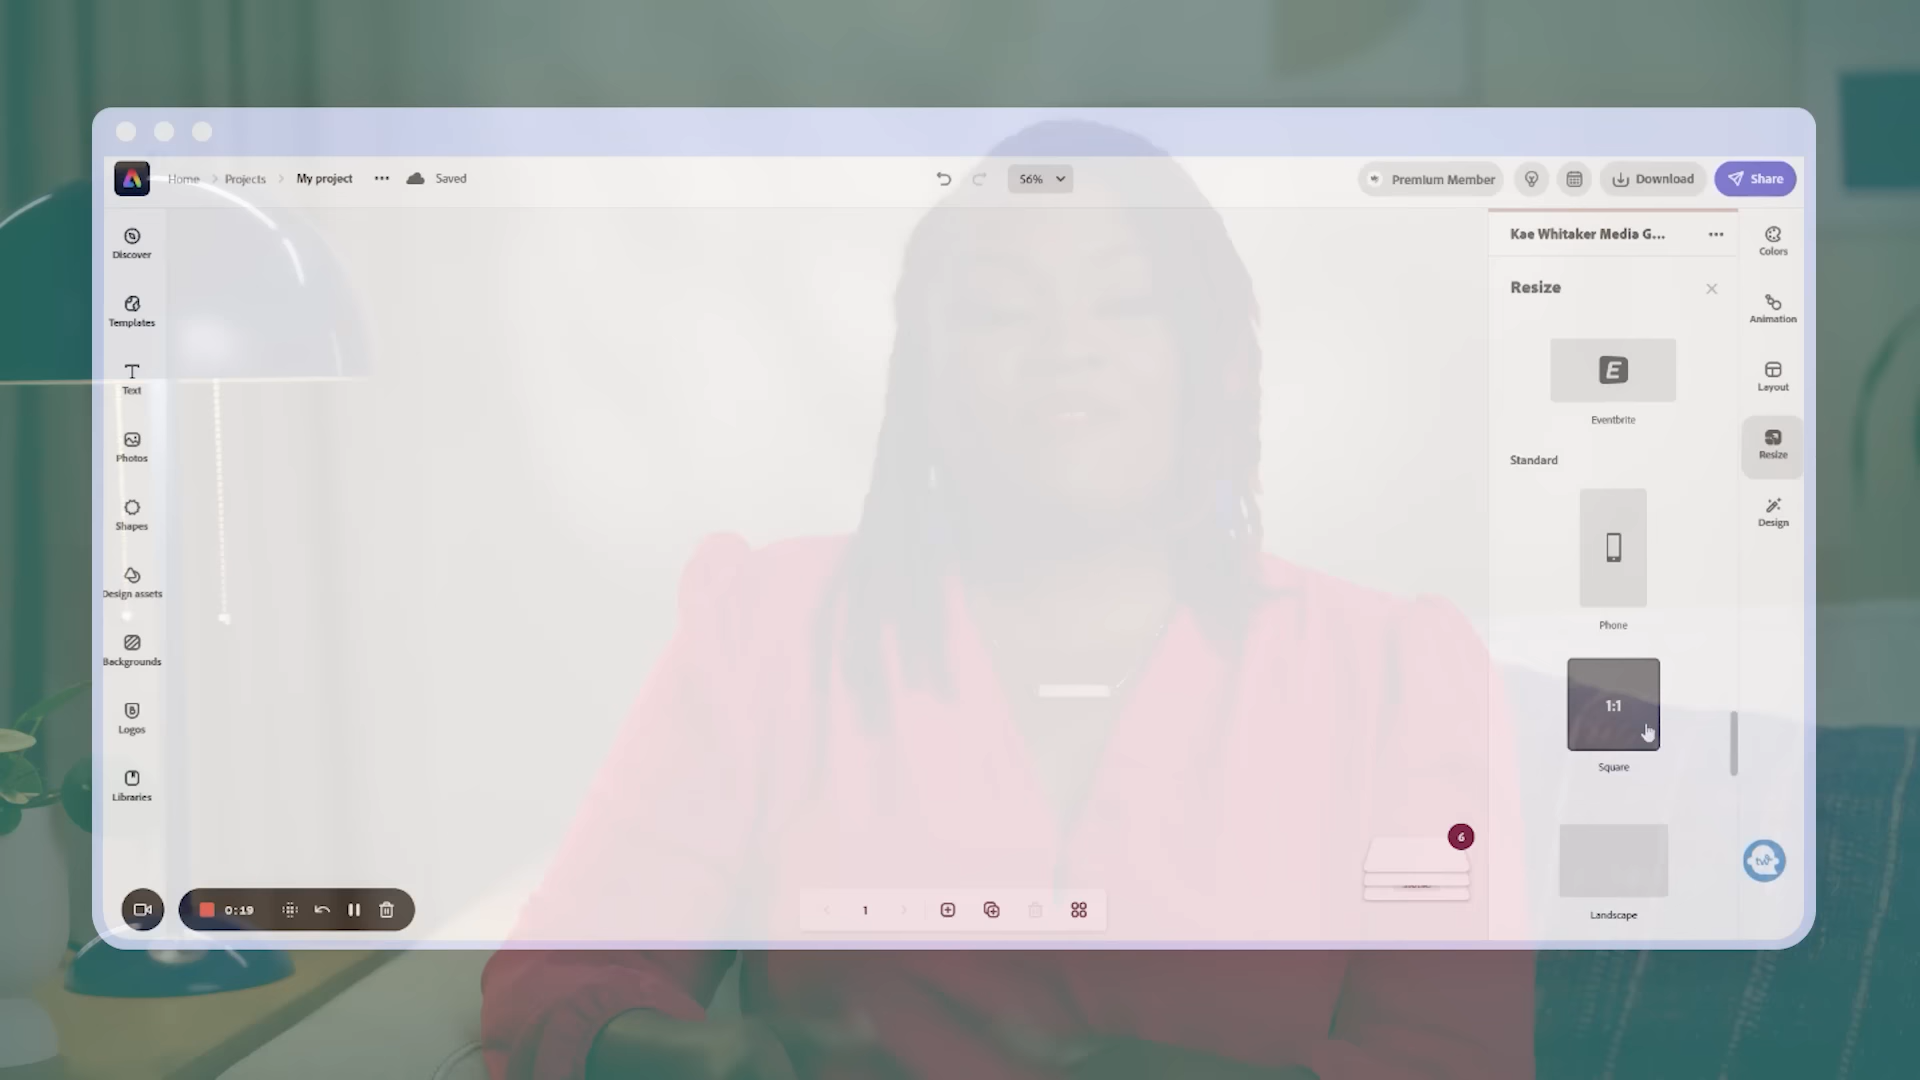 Home > Projects > My project ... Saved
56%
Premium Member
Download
Share
Discover
Templates
Text
Photos
Shapes
Design assets
Backgrounds
Logos
Libraries
Kae Whitaker Media G... ...
Resize
E
Eventbrite
Standard
Phone
1:1
Square
Landscape
Colors
Animation
Layout
Resize
Design
6
tw
0:19
1